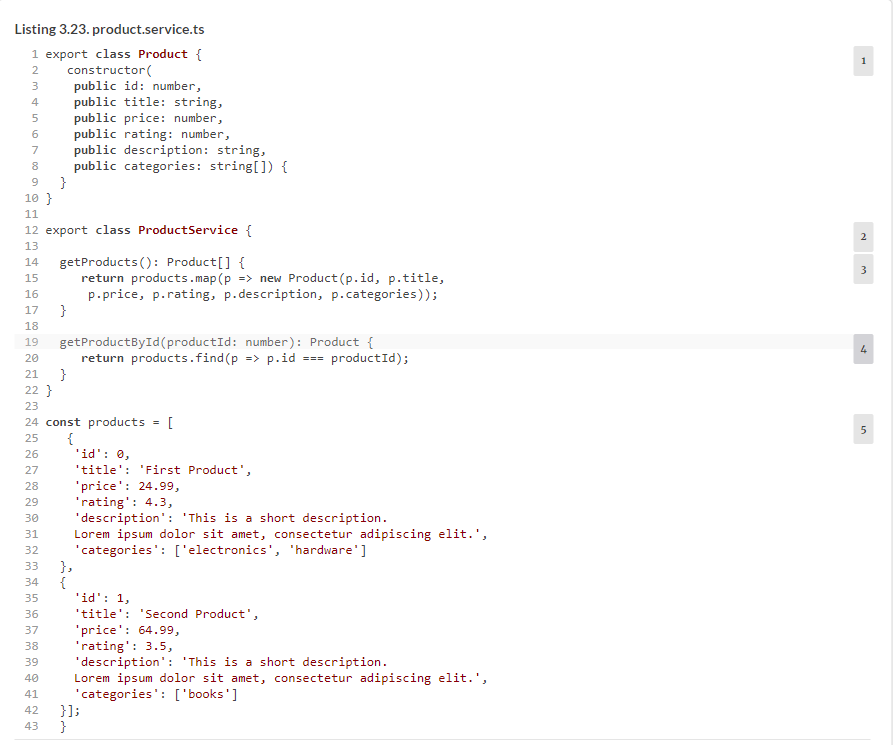 Listing 3.23. product.service.ts
1 export class Product { 1
2 constructor(
3 public id: number,
4 public title: string,
5 public price: number,
6 public rating: number,
7 public description: string,
8 public categories: string[]) {
9 }
10 }
11
12 export class ProductService { 2
13
14 getProducts(): Product[] { 3
15 return products.map(p => new Product(p.id, p.title,
16 p.price, p.rating, p.description, p.categories));
17 }
18
19 getProductById(productId: number): Product { 4
20 return products.find(p => p.id === productId);
21 }
22 }
23
24 const products = [ 5
25 {
26 'id': 0,
27 'title': 'First Product',
28 'price': 24.99,
29 'rating': 4.3,
30 'description': 'This is a short description.
31 Lorem ipsum dolor sit amet, consectetur adipiscing elit.',
32 'categories': ['electronics', 'hardware']
33 },
34 {
35 'id': 1,
36 'title': 'Second Product',
37 'price': 64.99,
38 'rating': 3.5,
39 'description': 'This is a short description.
40 Lorem ipsum dolor sit amet, consectetur adipiscing elit.',
41 'categories': ['books']
42 }];
43 }